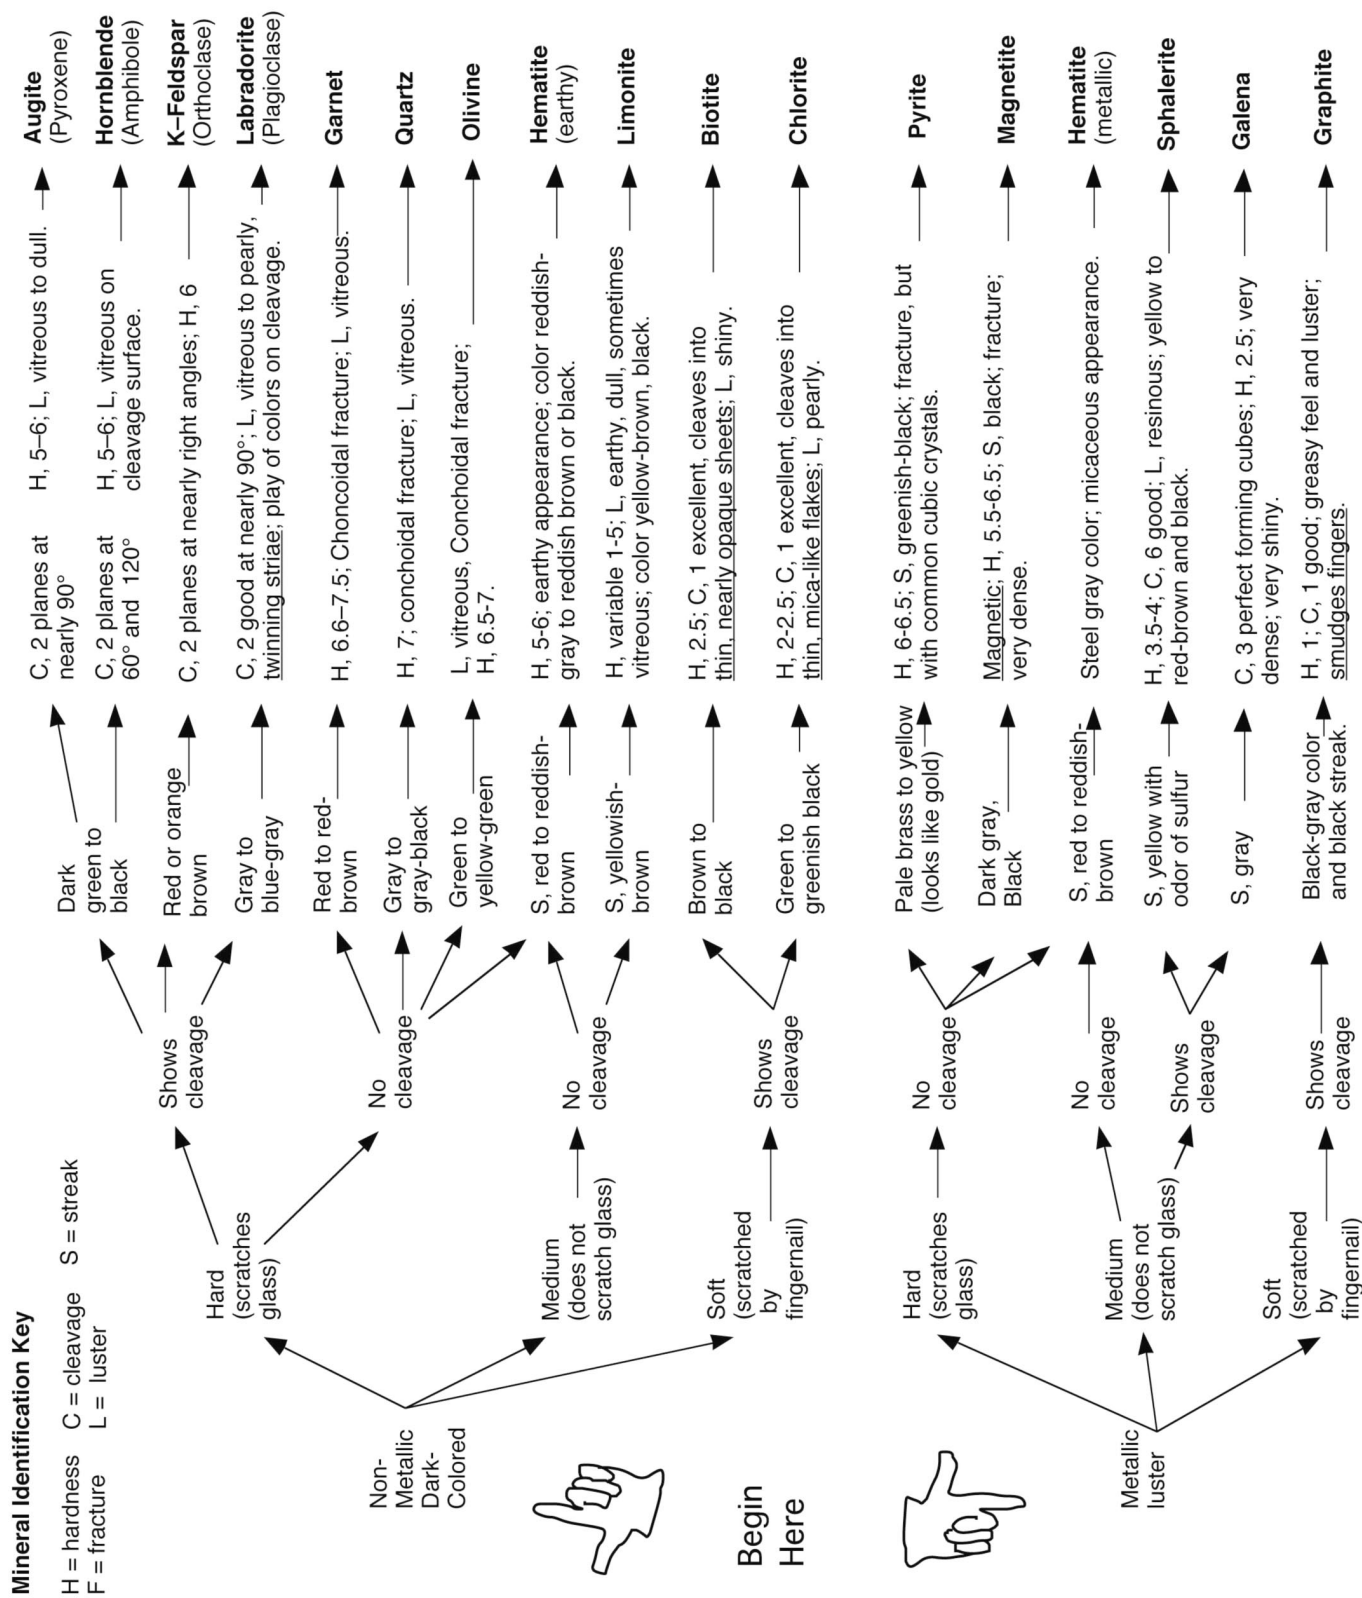 Mineral Identification Key
H = hardness C = cleavage S = streak
F = fracture L = luster
Non-
Metallic
Dark-
Colored
Hard
(scratches
glass)
Shows
cleavage
Dark
green to
black
C, 2 planes at
nearly 90°
H, 5–6; L, vitreous to dull.
Augite
(Pyroxene)
C, 2 planes at
60° and 120°
H, 5–6; L, vitreous on
cleavage surface.
Hornblende
(Amphibole)
Red or orange
brown
C, 2 planes at nearly right angles; H, 6
K–Feldspar
(Orthoclase)
Gray to
blue-gray
C, 2 good at nearly 90°; L, vitreous to pearly,
twinning striae; play of colors on cleavage.
Labradorite
(Plagioclase)
No
cleavage
Red to red-
brown
H, 6.6–7.5; Choncoidal fracture; L, vitreous.
Garnet
Gray to
gray-black
H, 7; conchoidal fracture; L, vitreous.
Quartz
Green to
yellow-green
L, vitreous, Conchoidal fracture;
H, 6.5-7.
Olivine
Medium
(does not
scratch glass)
No
cleavage
S, red to reddish-
brown
H, 5-6; earthy appearance; color reddish-
gray to reddish brown or black.
Hematite
(earthy)
S, yellowish-
brown
H, variable 1-5; L, earthy, dull, sometimes
vitreous; color yellow-brown, black.
Limonite
Soft
(scratched
by
fingernail)
Shows
cleavage
Brown to
black
H, 2.5; C, 1 excellent, cleaves into
thin, nearly opaque sheets; L, shiny.
Biotite
Green to
greenish black
H, 2-2.5; C, 1 excellent, cleaves into
thin, mica-like flakes; L, pearly.
Chlorite
Begin
Here
Metallic
luster
Hard
(scratches
glass)
No
cleavage
Pale brass to yellow
(looks like gold)
H, 6-6.5; S, greenish-black; fracture, but
with common cubic crystals.
Pyrite
Dark gray,
Black
Magnetic; H, 5.5-6.5; S, black; fracture;
very dense.
Magnetite
Medium
(does not
scratch glass)
No
cleavage
S, red to reddish-
brown
Steel gray color; micaceous appearance.
Hematite
(metallic)
Shows
cleavage
S, yellow with
odor of sulfur
H, 3.5-4; C, 6 good; L, resinous; yellow to
red-brown and black.
Sphalerite
S, gray
C, 3 perfect forming cubes; H, 2.5; very
dense; very shiny.
Galena
Soft
(scratched
by
fingernail)
Shows
cleavage
Black-gray color
and black streak.
H, 1; C, 1 good; greasy feel and luster;
smudges fingers.
Graphite